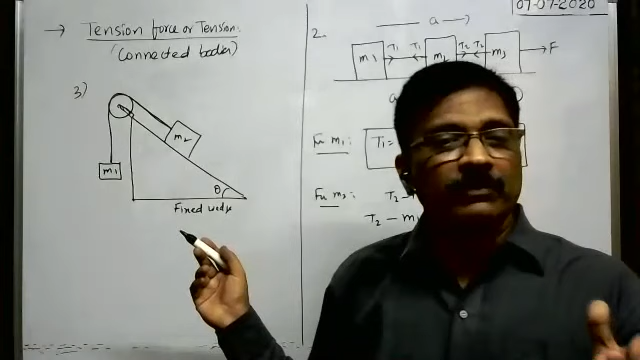 07-07-2020
→ Tension force or Tension:
(Connected bodies)
3)
m1
m2
θ
Fixed wedge
2.
a
m1 T1 T1 m2 T2 T2 m3 F
For m1: T1 =
For m2: T2 -
T2 - m1